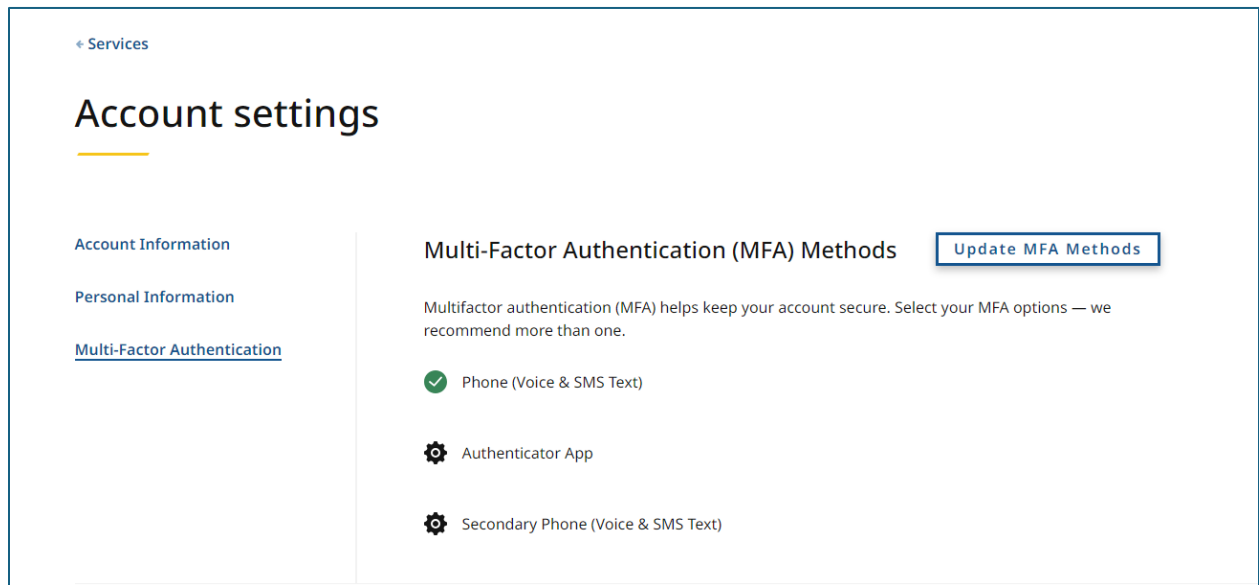 Services
Account settings
Account Information
Personal Information
Multi-Factor Authentication
Multi-Factor Authentication (MFA) Methods
Update MFA Methods
Multifactor authentication (MFA) helps keep your account secure. Select your MFA options — we
recommend more than one.
Phone (Voice & SMS Text)
Authenticator App
Secondary Phone (Voice & SMS Text)